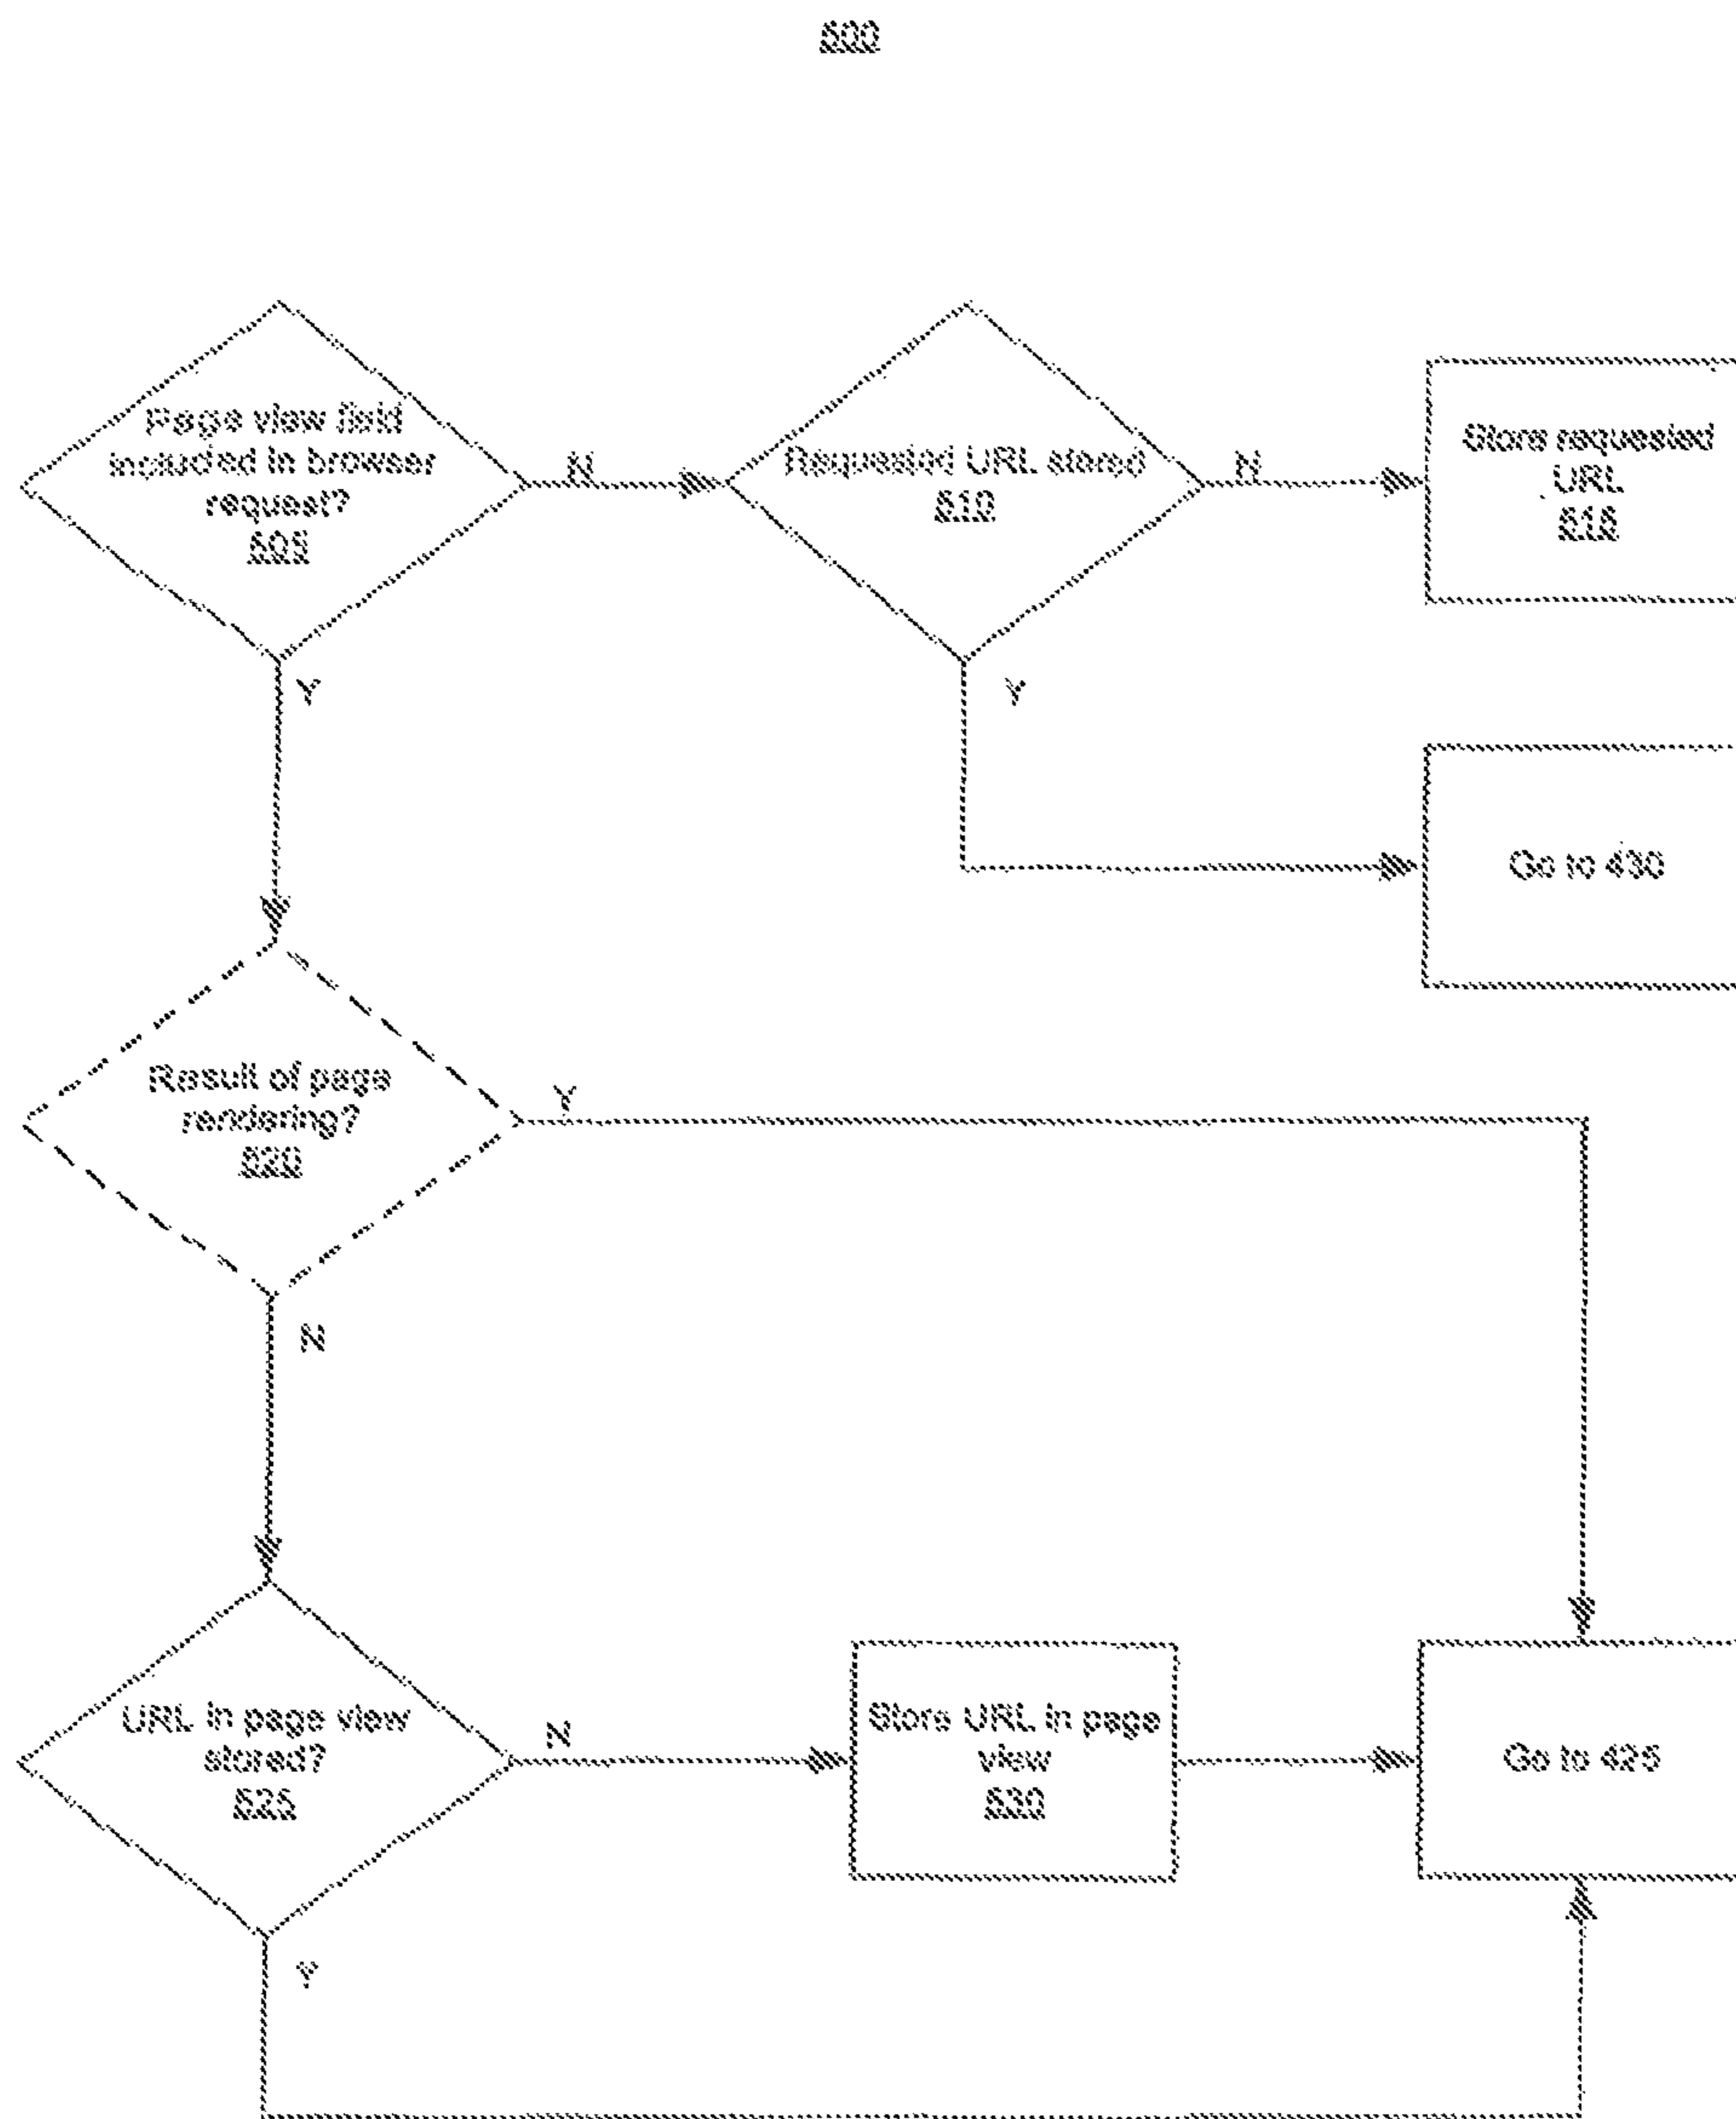 500
Page view field
included in browser
request?
505
N
Requested URL stored
510
N
Store requested
URL
515
Y
Y
Go to 430
Result of page
rendering?
520
Y
N
URL in page view
stored?
525
N
Store URL in page
view
530
Go to 425
Y